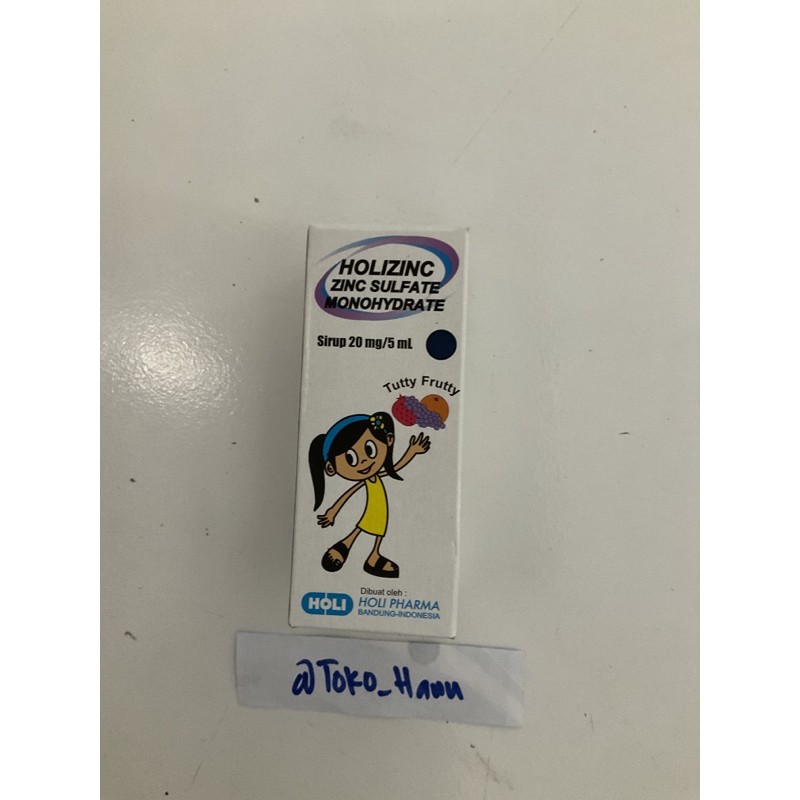 HOLIZINC
ZINC SULFATE
MONOHYDRATE
Sirup 20 mg/5 mL
Tutty Frutty
Dibuat oleh :
HOLI
HOLI PHARMA
BANDUNG-INDONESIA
@Toko_Hanu